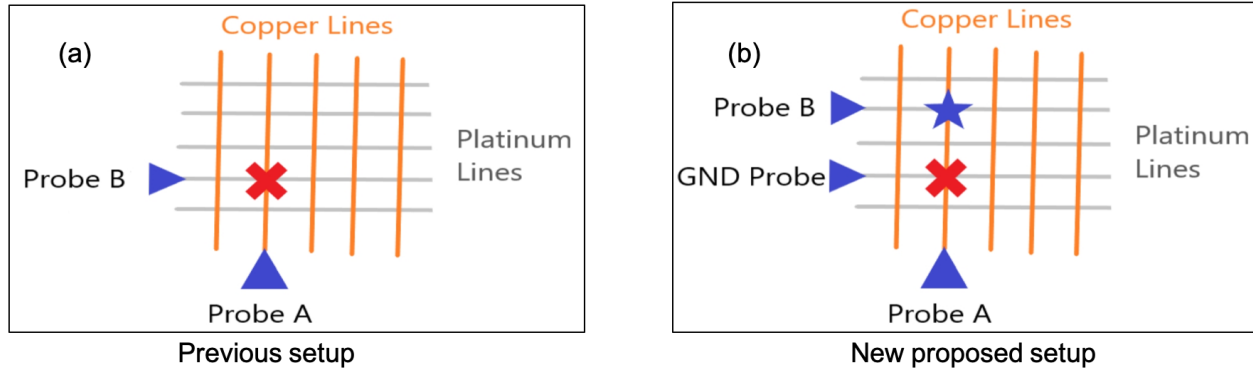 (a)
Copper Lines
Probe B
Platinum
Lines
Probe A
Previous setup
(b)
Copper Lines
Probe B
GND Probe
Platinum
Lines
Probe A
New proposed setup